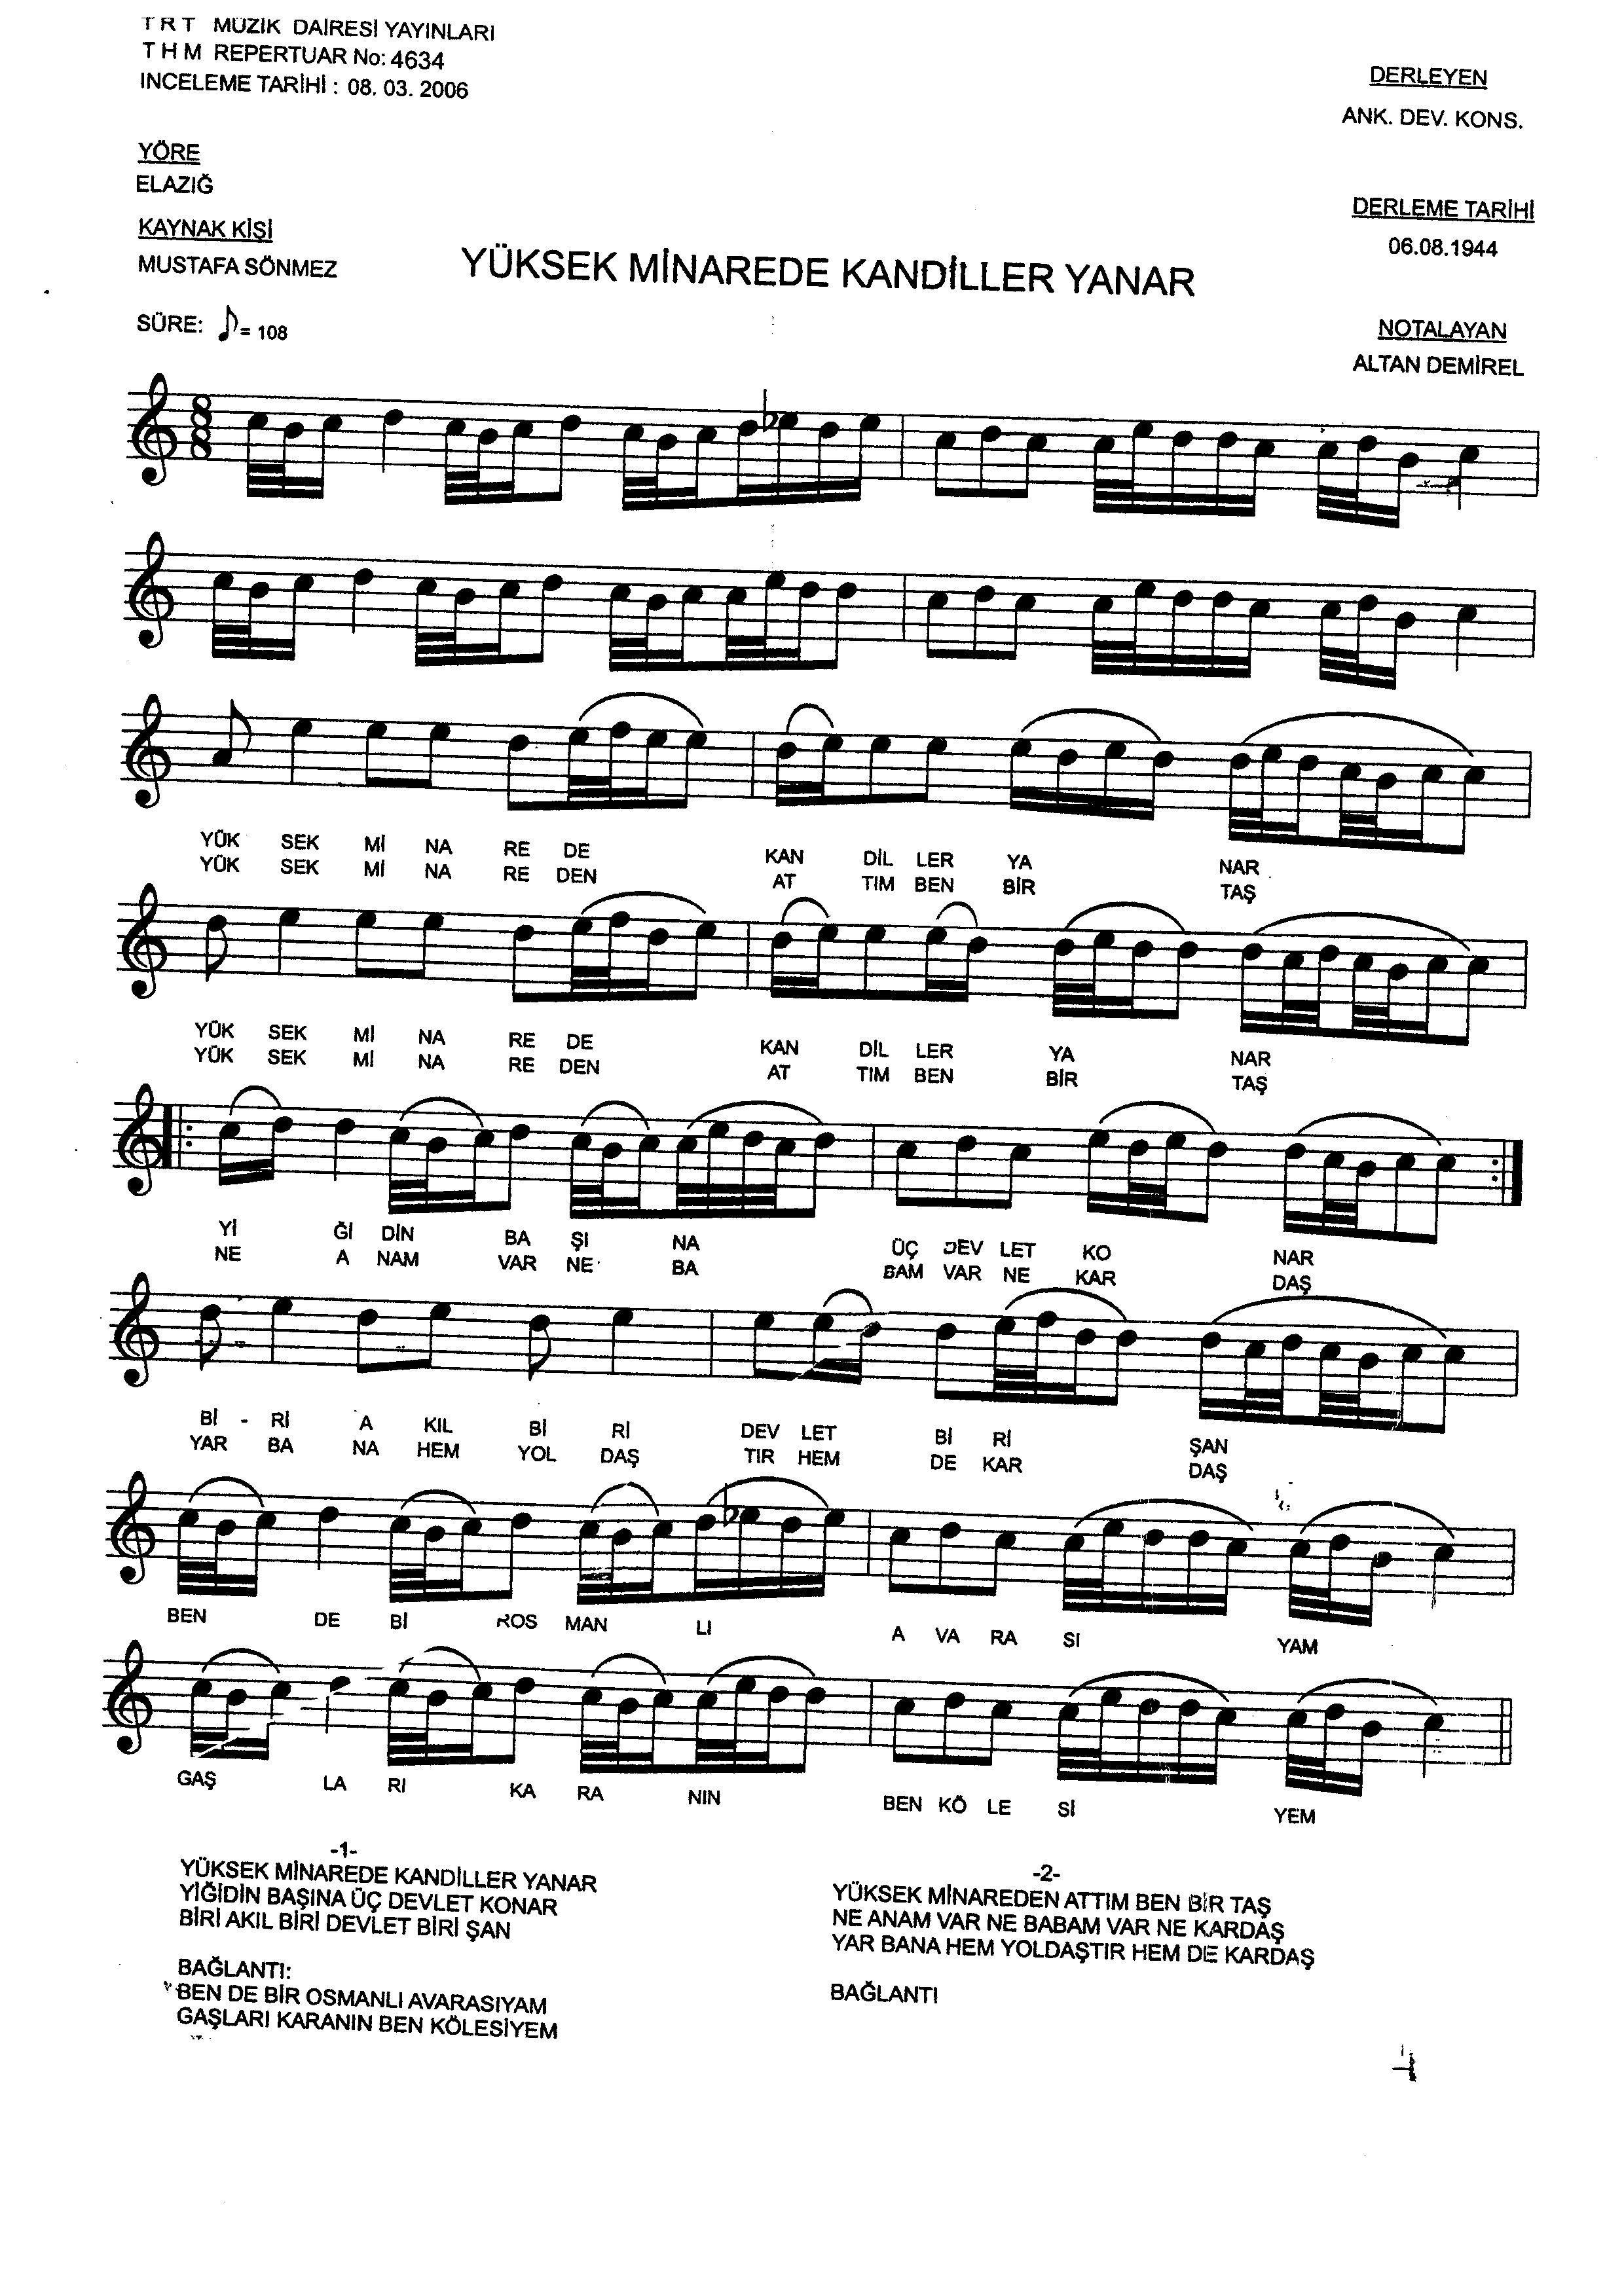 TRT MÜZİK DAİRESİ YAYINLARI
THM REPERTUAR No: 4634
INCELEME TARİHİ : 08. 03. 2006
DERLEYEN
ANK. DEV. KONS.
YÖRE
ELAZIĞ
DERLEME TARİHİ
06.08.1944
KAYNAK KİŞİ
MUSTAFA SÖNMEZ
YÜKSEK MİNAREDE KANDİLLER YANAR
SÜRE: ♪= 108
NOTALAYAN
ALTAN DEMİREL
8
8
YÜK SEK Mİ NA RE DE KAN DİL LER YA NAR
YÜK SEK Mİ NA RE DEN AT TIM BEN BİR TAŞ
YÜK SEK Mİ NA RE DE KAN DİL LER YA NAR
YÜK SEK Mİ NA RE DEN AT TIM BEN BİR TAŞ
Yİ Ğİ DİN BA ŞI NA ÜÇ DEV LET KO NAR
NE A NAM VAR NE BA BAM VAR NE KAR DAŞ
Bİ - Rİ A KIL Bİ Rİ DEV LET Bİ Rİ ŞAN
YAR BA NA HEM YOL DAŞ TIR HEM DE KAR DAŞ
BEN DE Bİ ROS MAN LI A VA RA SI YAM
GAŞ LA RI KA RA NIN BEN KÖ LE Sİ YEM
-1-
YÜKSEK MİNAREDE KANDİLLER YANAR
YİĞİDİN BAŞINA ÜÇ DEVLET KONAR
BİRİ AKIL BİRİ DEVLET BİRİ ŞAN
BAĞLANTI:
BEN DE BİR OSMANLI AVARASIYAM
GAŞLARI KARANIN BEN KÖLESİYEM
-2-
YÜKSEK MİNAREDEN ATTIM BEN BİR TAŞ
NE ANAM VAR NE BABAM VAR NE KARDAŞ
YAR BANA HEM YOLDAŞTIR HEM DE KARDAŞ
BAĞLANTI